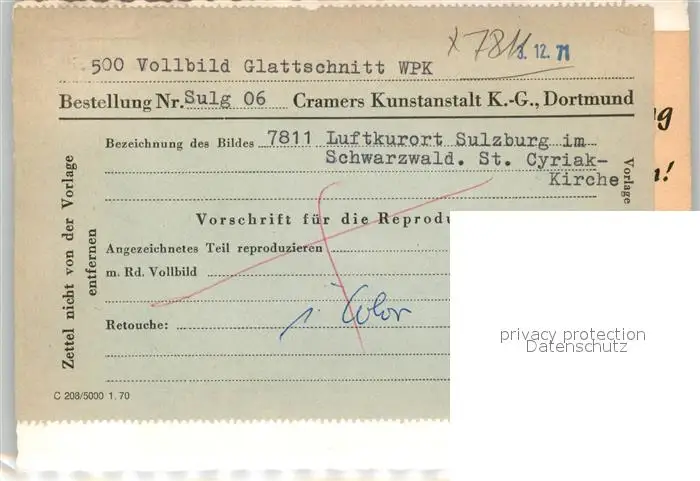 x 7811 3. 12. 71
500 Vollbild Glattschnitt WPK
Bestellung Nr. Sulg 06 Cramers Kunstanstalt K.-G., Dortmund
Bezeichnung des Bildes 7811 Luftkurort Sulzburg im
Schwarzwald. St. Cyriak-
Kirche
Zettel nicht von der Vorlage
entfernen
Vorlage
Vorschrift für die Reprodu
Angezeichnetes Teil reproduzieren
m. Rd. Vollbild
Retouche: s. Color
C 208/5000 1. 70
g
n!
privacy protection
Datenschutz